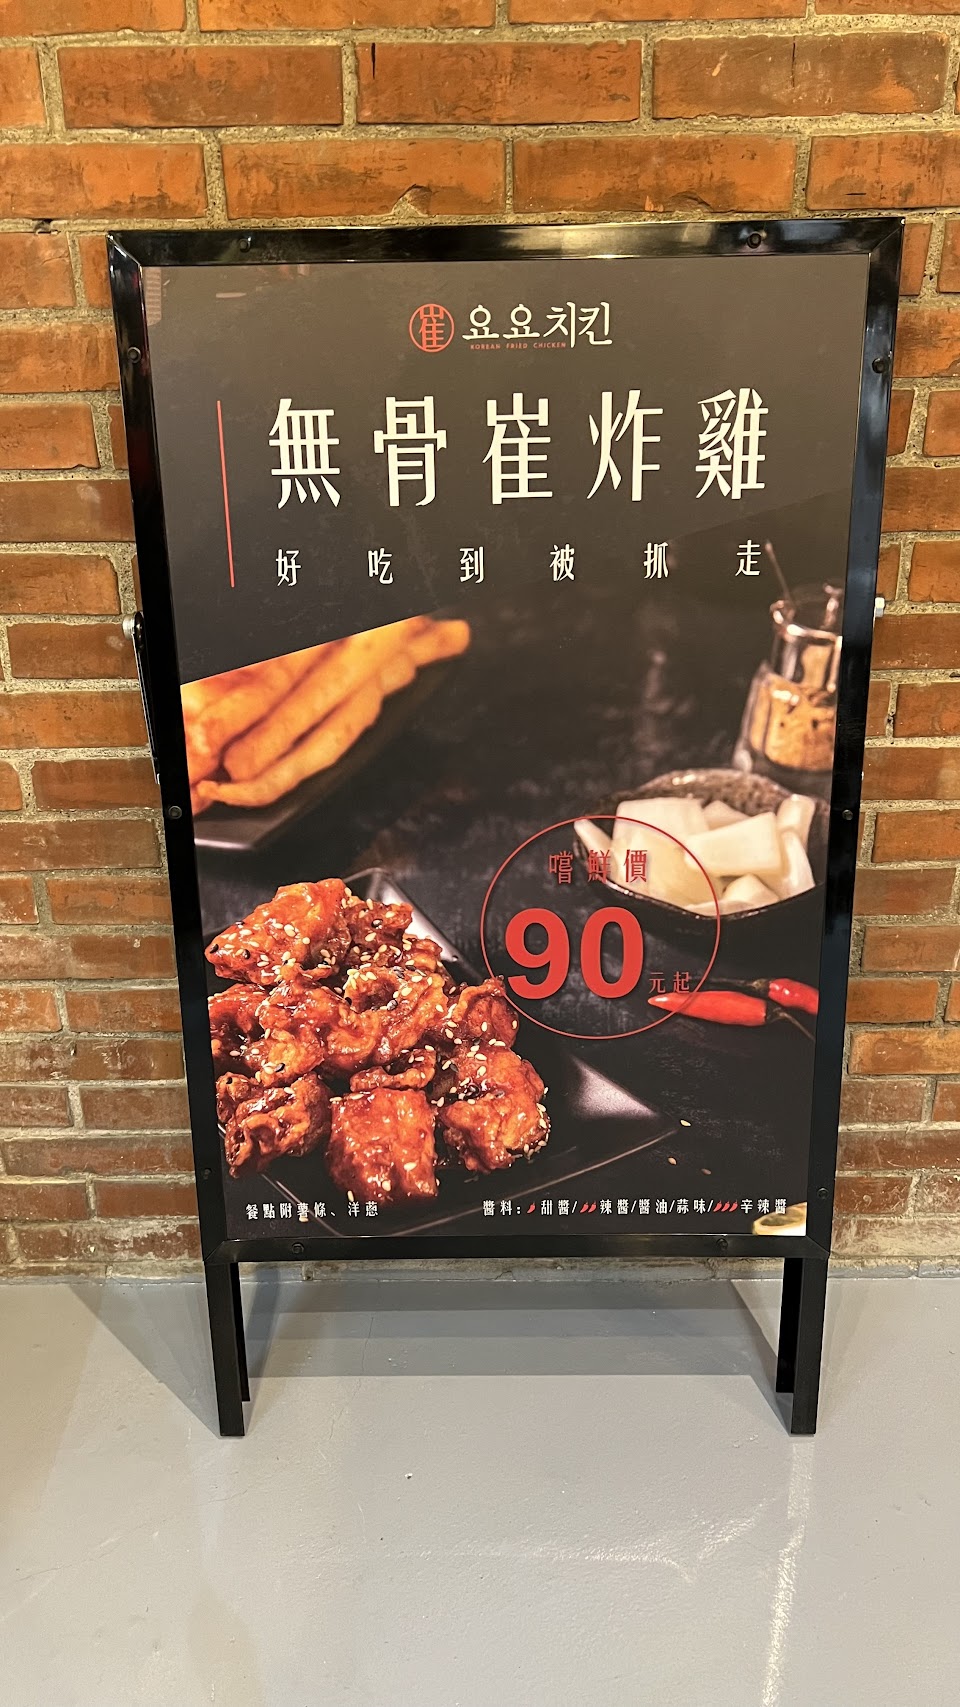 崔 요요치킨
KOREAN FRIED CHICKEN
無骨崔炸雞
好吃到被抓走
嚐鮮價
90元起
餐點附薯條、洋蔥
醬料:甜醬/辣醬/醬油/蒜味/辛辣醬